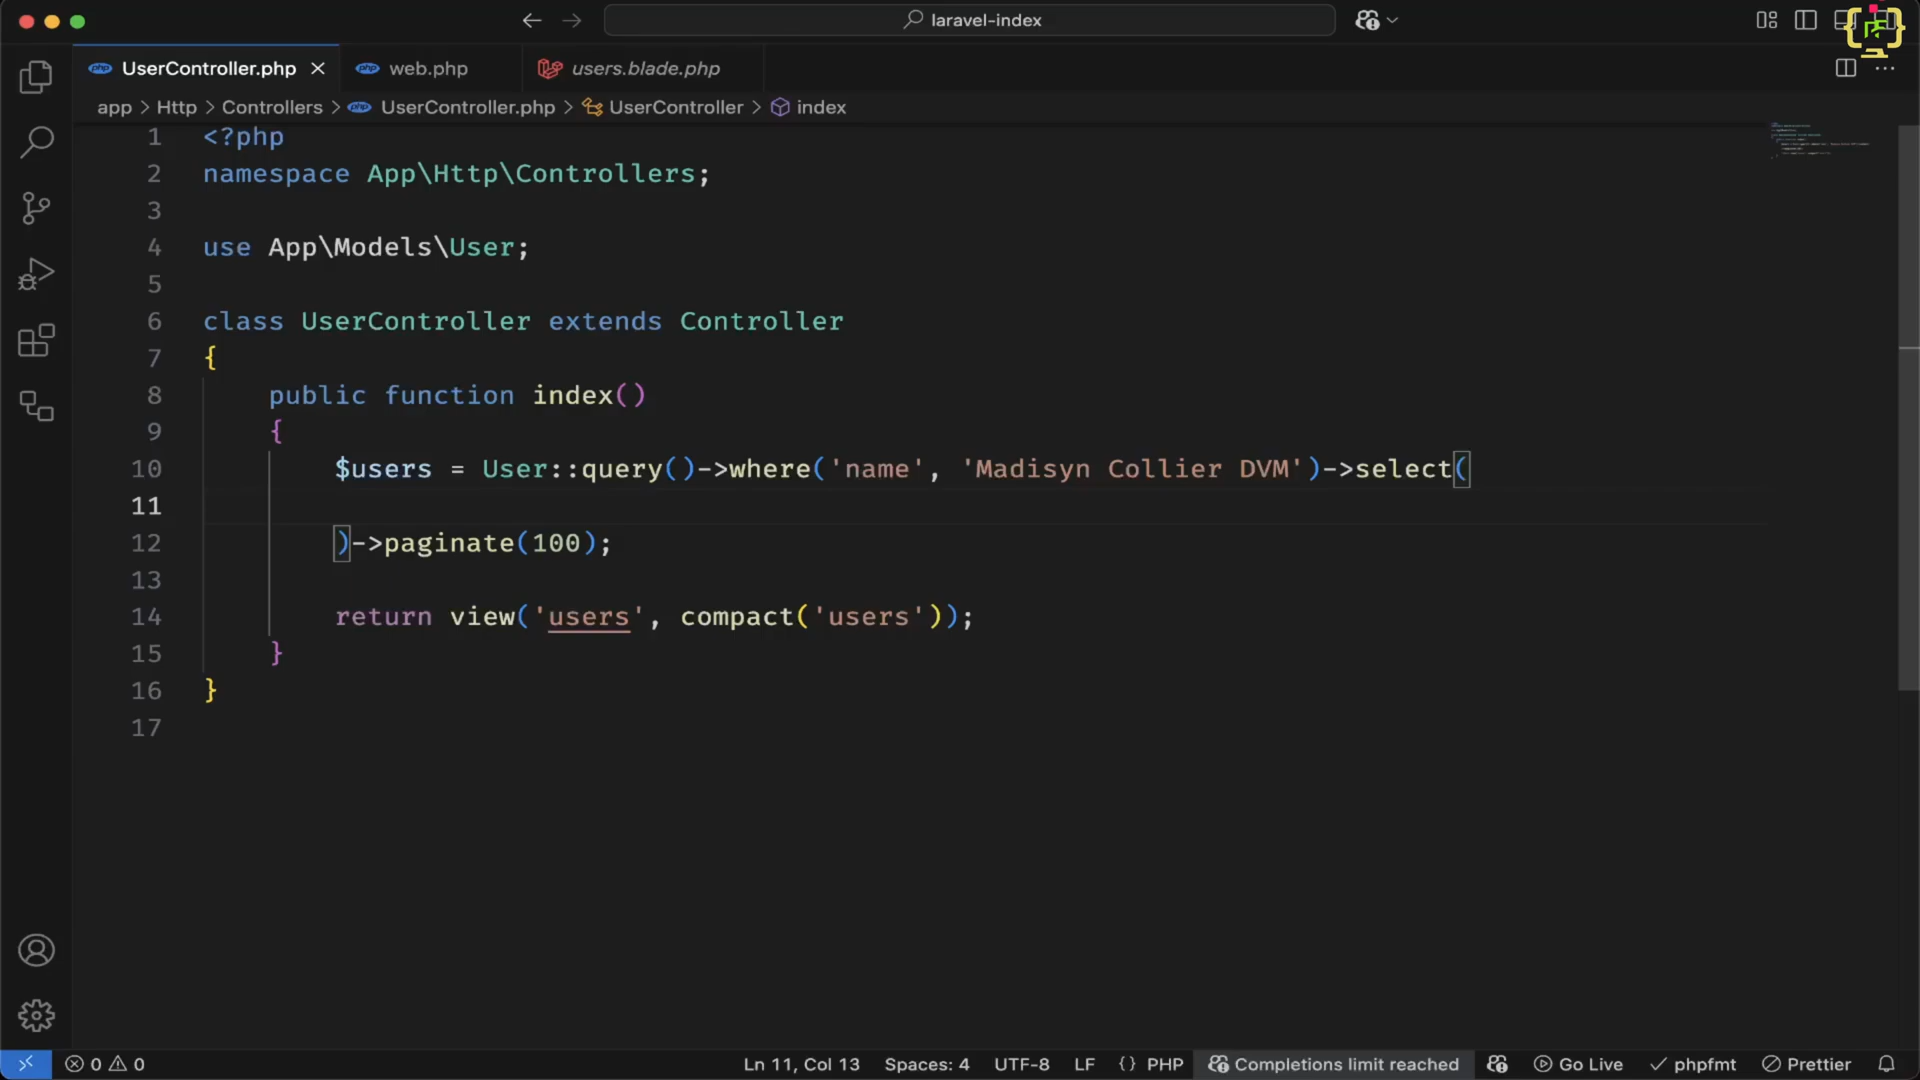 laravel-index
php UserController.php
php web.php
users.blade.php
app > Http > Controllers > php UserController.php > UserController > index
1 <?php
2 namespace App\Http\Controllers;
3
4 use App\Models\User;
5
6 class UserController extends Controller
7 {
8 public function index()
9 {
10 $users = User::query()->where('name', 'Madisyn Collier DVM')->select(
11
12 )->paginate(100);
13
14 return view('users', compact('users'));
15 }
16 }
17
0 0 Ln 11, Col 13 Spaces: 4 UTF-8 LF {} PHP Completions limit reached Go Live phpfmt Prettier